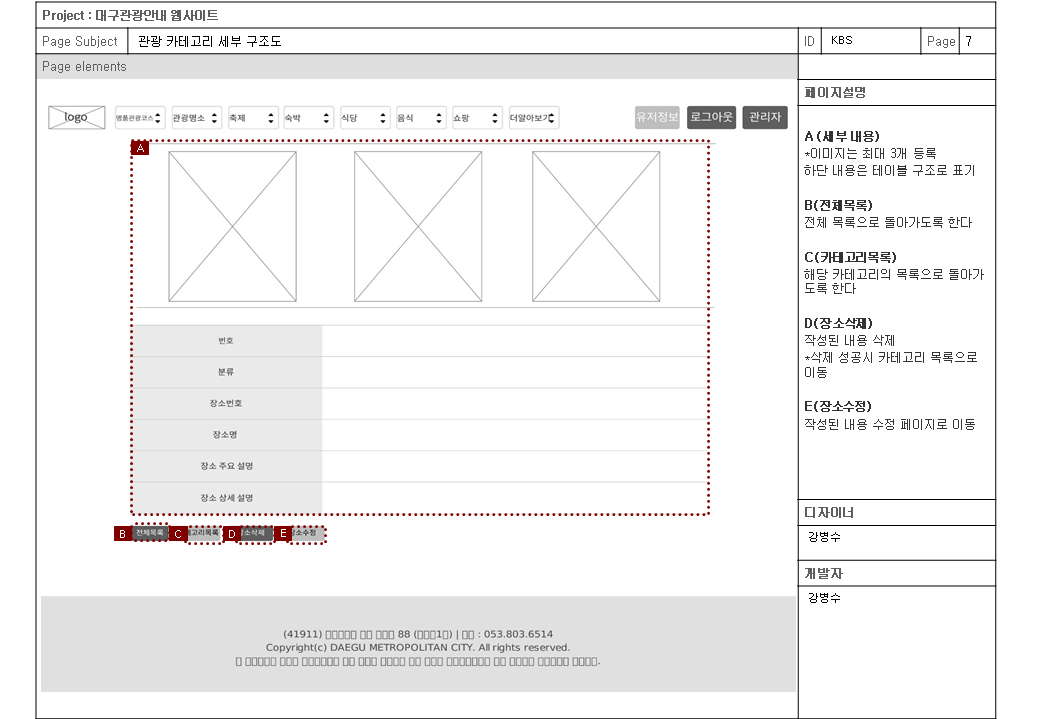 Project : 대구관광안내 웹사이트
Page Subject 관광 카테고리 세부 구조도 ID KBS Page 7
Page elements
페이지설명
logo 명품관광코스 관광명소 축제 숙박 식당 음식 쇼핑 더알아보기 유저정보 로그아웃 관리자
A
A (세부내용)
*이미지는 최대 3개 등록
하단 내용은 테이블 구조로 표기
B(전체목록)
전체 목록으로 돌아가도록 한다
C(카테고리목록)
해당 카테고리의 목록으로 돌아가
도록 한다
D(장소삭제)
작성된 내용 삭제
*삭제 성공시 카테고리 목록으로
이동
E(장소수정)
작성된 내용 수정 페이지로 이동
번호
분류
장소번호
장소명
장소 주요 설명
장소 상세 설명
B 전체목록 C 테고리목록 D 장소삭제 E 장소수정
디자이너
강병수
개발자
강병수
(41911) 88 ( 1 ) | : 053.803.6514
Copyright(c) DAEGU METROPOLITAN CITY. All rights reserved.